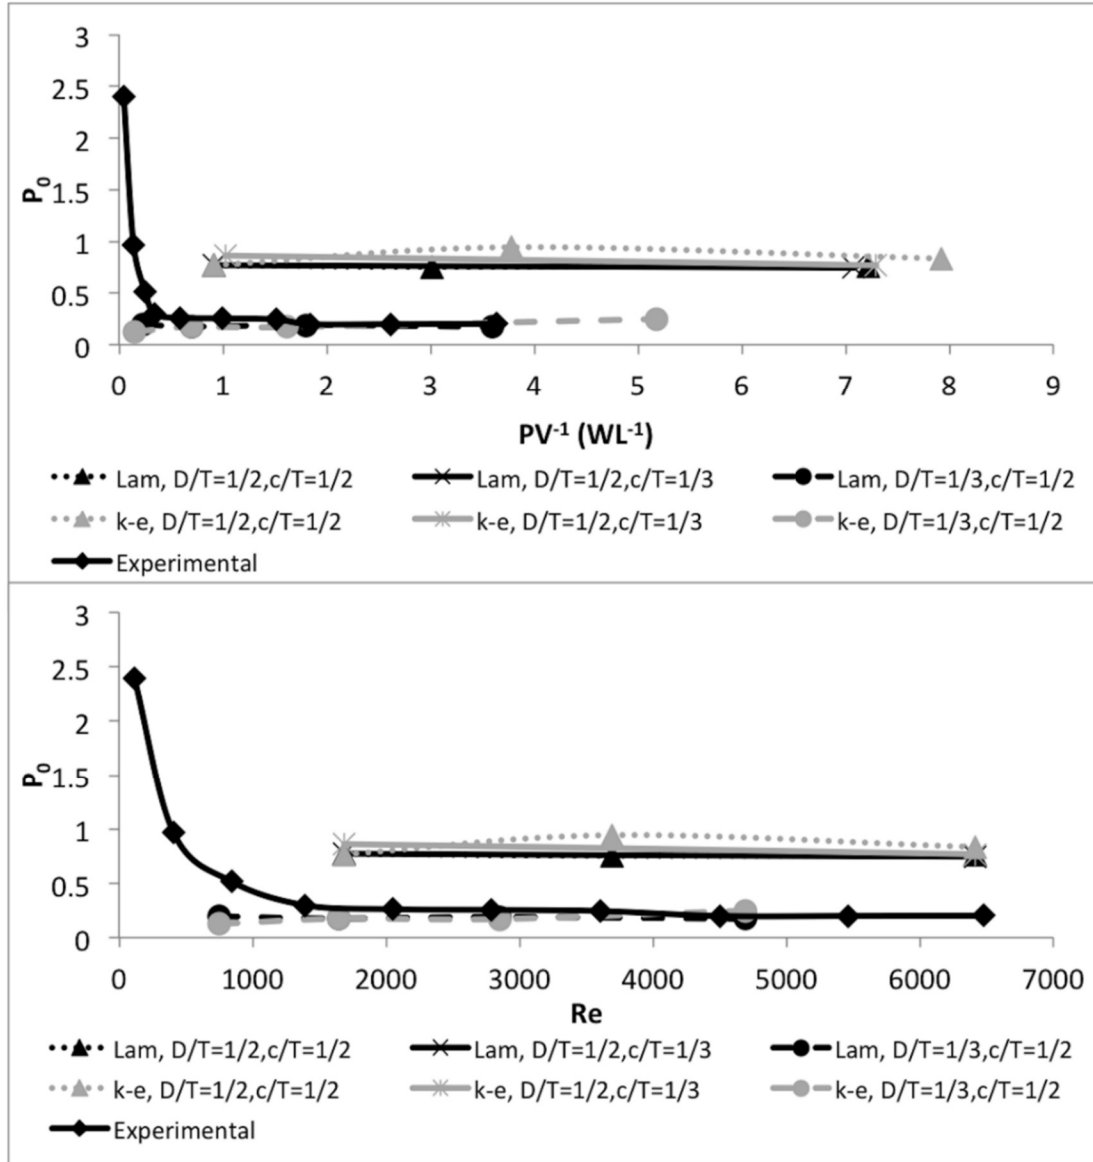 3
2.5
2
1.5
1
0.5
0
P0
0 1 2 3 4 5 6 7 8 9
PV-1 (WL-1)
Lam, D/T=1/2,c/T=1/2 Lam, D/T=1/2,c/T=1/3 Lam, D/T=1/3,c/T=1/2
k-e, D/T=1/2,c/T=1/2 k-e, D/T=1/2,c/T=1/3 k-e, D/T=1/3,c/T=1/2
Experimental
3
2.5
2
1.5
1
0.5
0
P0
0 1000 2000 3000 4000 5000 6000 7000
Re
Lam, D/T=1/2,c/T=1/2 Lam, D/T=1/2,c/T=1/3 Lam, D/T=1/3,c/T=1/2
k-e, D/T=1/2,c/T=1/2 k-e, D/T=1/2,c/T=1/3 k-e, D/T=1/3,c/T=1/2
Experimental